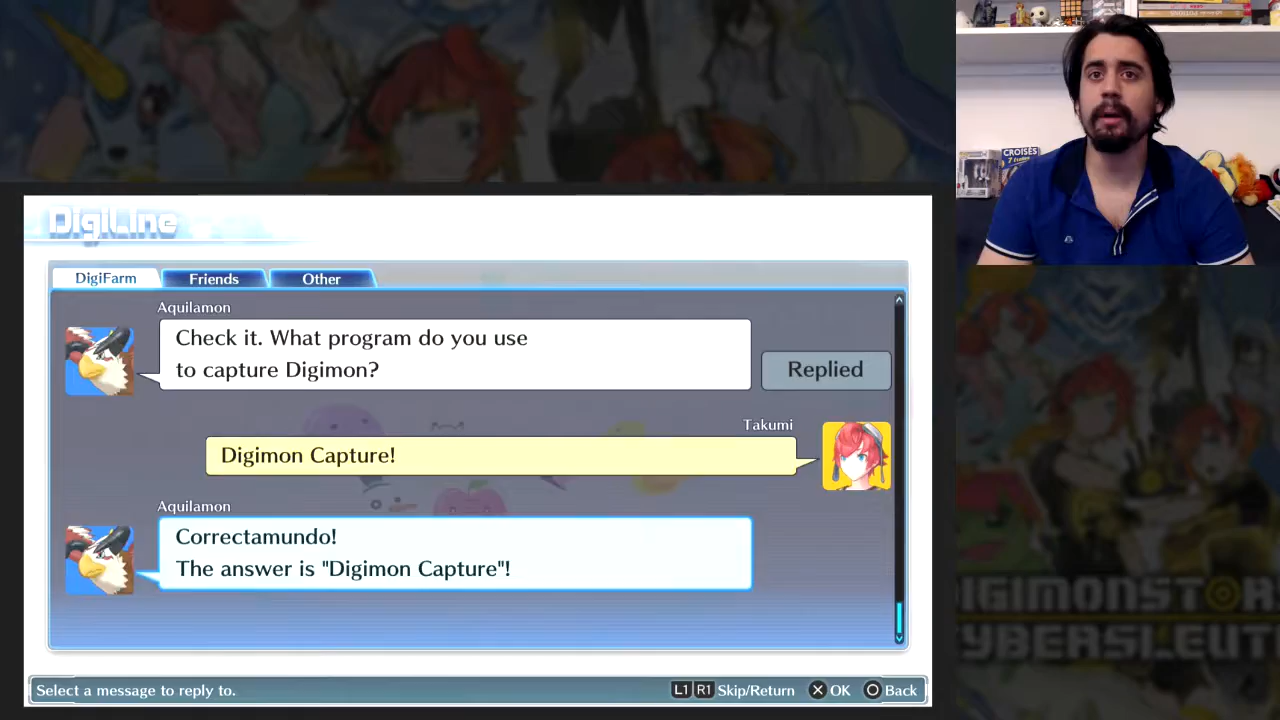 CROISÉS
DigiLine
DigiFarm
Friends
Other
Aquilamon
Check it. What program do you use
to capture Digimon?
Replied
Takumi
Digimon Capture!
Aquilamon
Correctamundo!
The answer is "Digimon Capture"!
Select a message to reply to.
L1 R1 Skip/Return X OK O Back